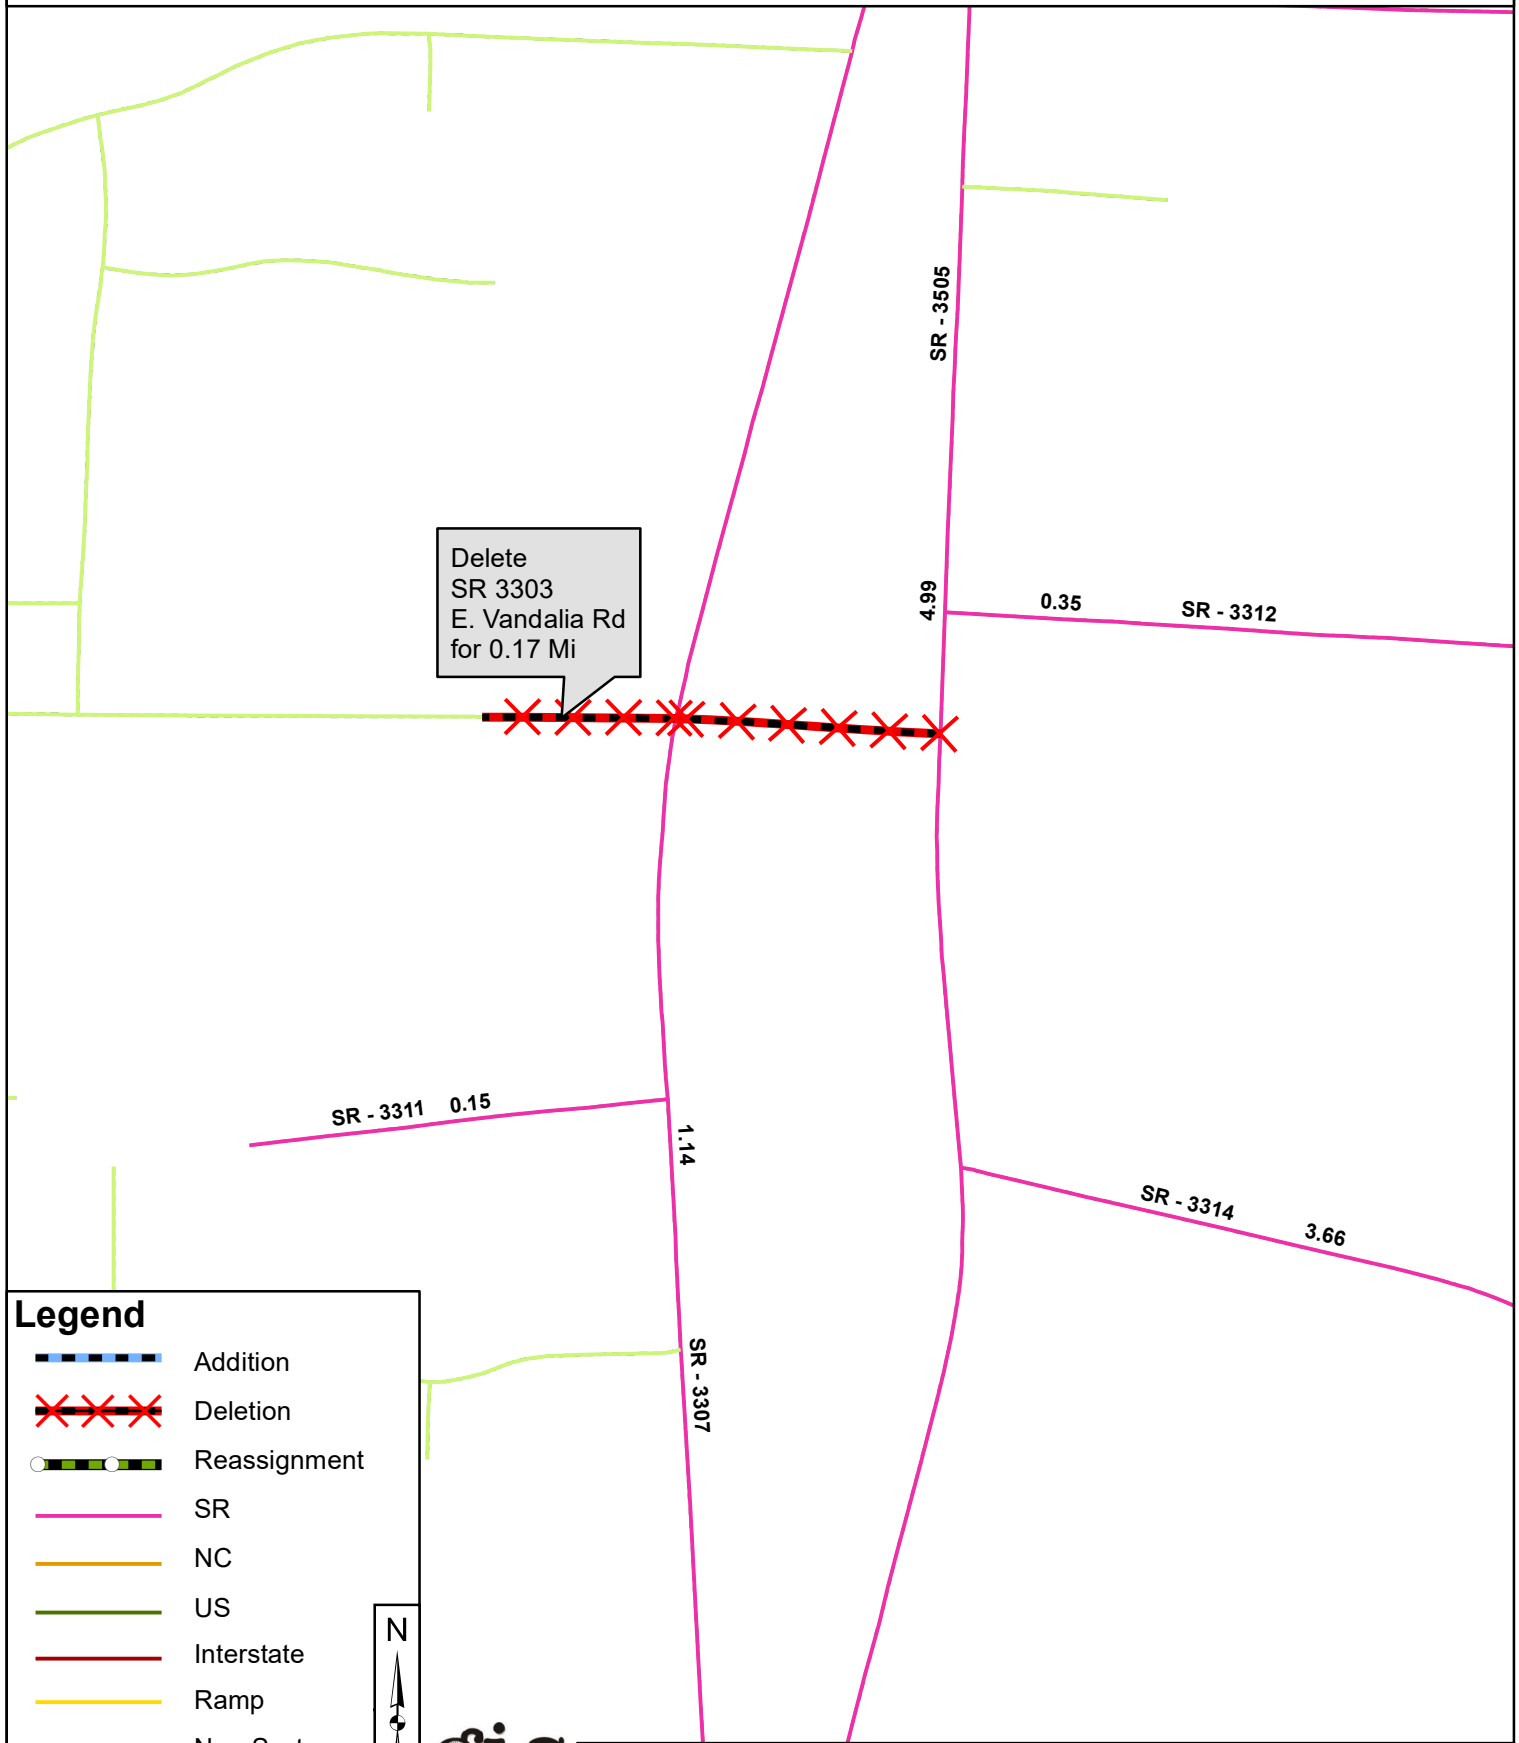 SR - 3505
Delete
SR 3303
E. Vandalia Rd
for 0.17 Mi
4.99
0.35
SR - 3312
SR - 3311 0.15
1.14
SR - 3314
3.66
SR - 3307
Legend
Addition
Deletion
Reassignment
SR
NC
US
Interstate
Ramp
N